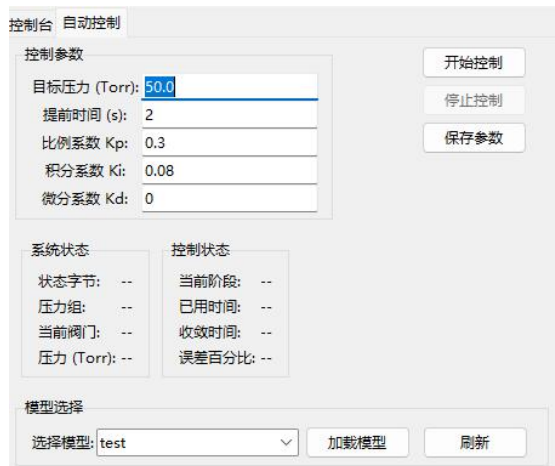 控制台 自动控制
控制参数
开始控制
目标压力 (Torr): 50.0
停止控制
提前时间 (s): 2
比例系数 Kp: 0.3
保存参数
积分系数 Ki: 0.08
微分系数 Kd: 0
系统状态 控制状态
状态字节: -- 当前阶段: --
压力组: -- 已用时间: --
当前阀门: -- 收敛时间: --
压力 (Torr): -- 误差百分比: --
模型选择
选择模型: test 加载模型 刷新